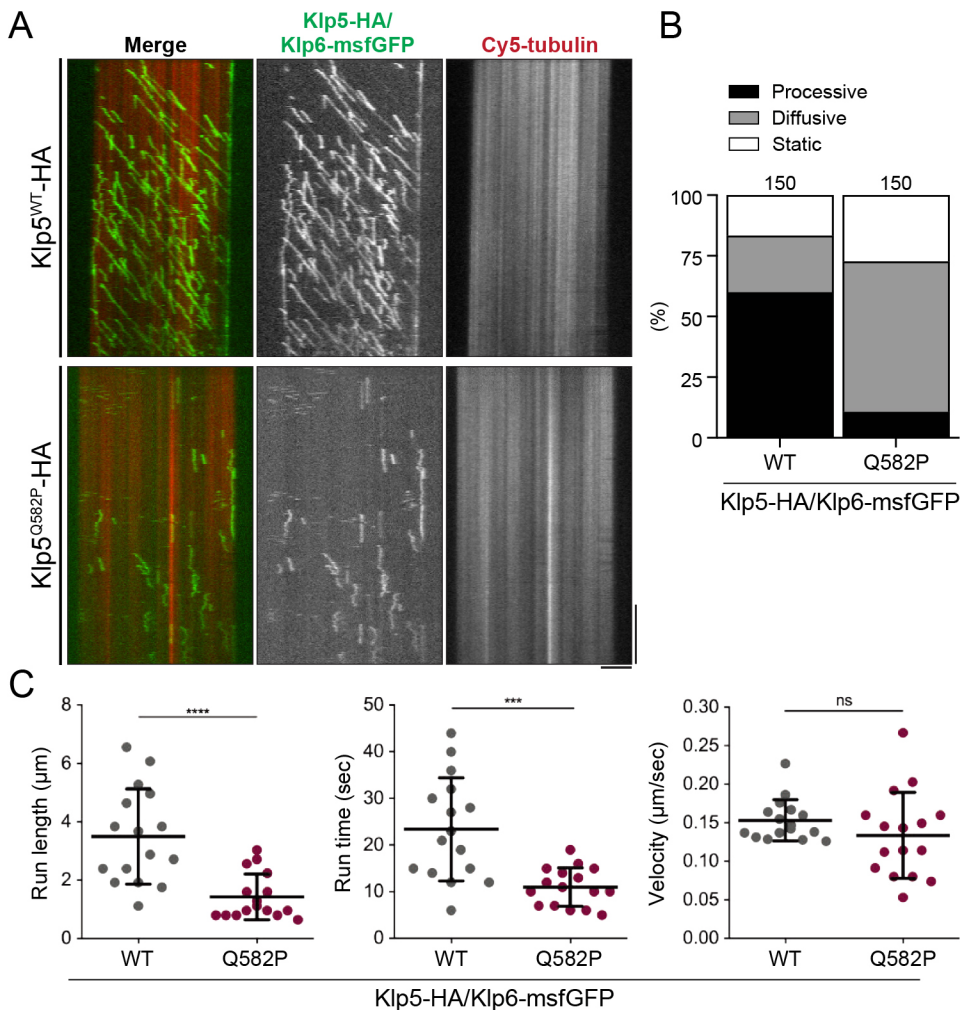 A
Merge
Klp5-HA/
Klp6-msfGFP
Cy5-tubulin
Klp5WT-HA
Klp5Q582P-HA
B
Processive
Diffusive
Static
150
150
100
75
50
25
0
(%)
WT
Q582P
Klp5-HA/Klp6-msfGFP
C
Run length (μm)
8
6
4
2
0
****
WT
Q582P
Run time (sec)
50
40
30
20
10
0
***
WT
Q582P
Velocity (μm/sec)
0.30
0.25
0.20
0.15
0.10
0.05
0.00
ns
WT
Q582P
Klp5-HA/Klp6-msfGFP